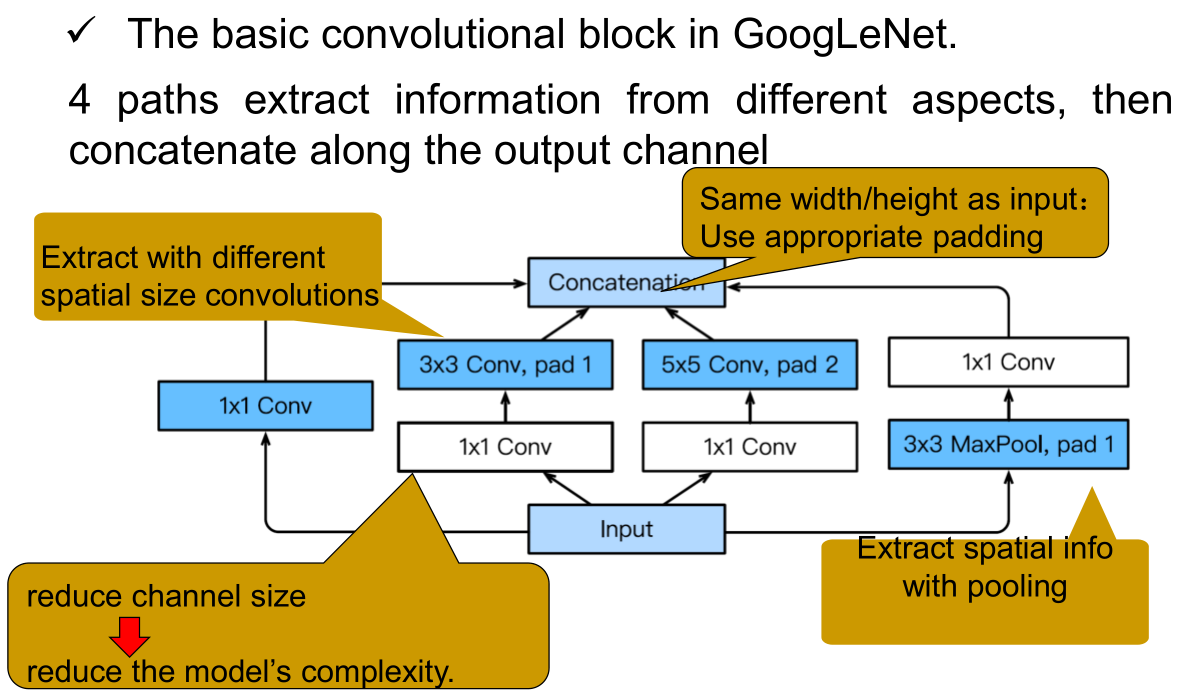 ✓ The basic convolutional block in GoogLeNet.
4 paths extract information from different aspects, then
concatenate along the output channel
Same width/height as input：
Use appropriate padding
Extract with different
spatial size convolutions
Concatenation
3x3 Conv, pad 1
5x5 Conv, pad 2
1x1 Conv
1x1 Conv
1x1 Conv
1x1 Conv
3x3 MaxPool, pad 1
Input
Extract spatial info
with pooling
reduce channel size
reduce the model’s complexity.